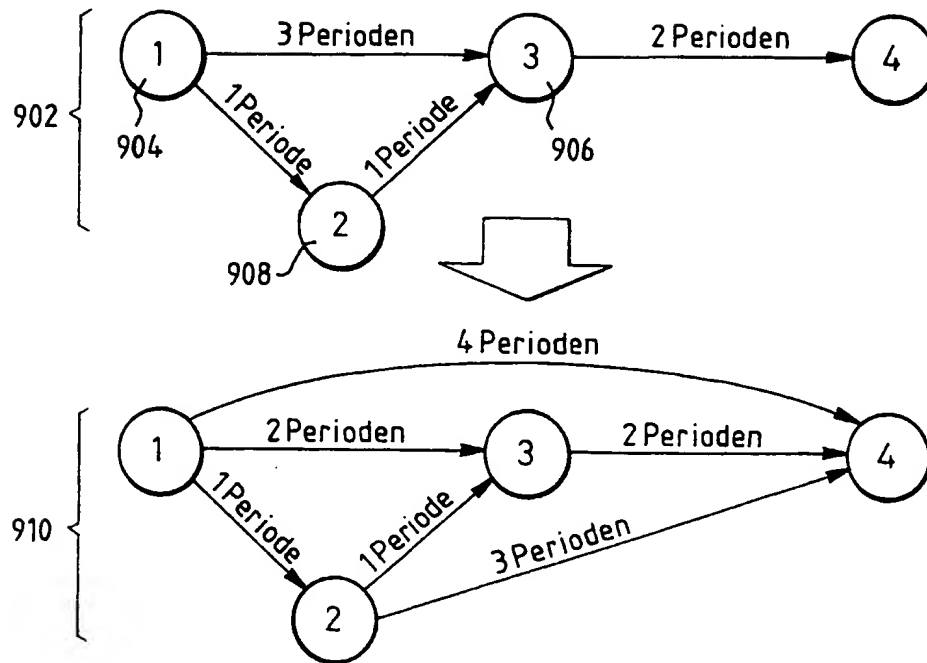 1
3 Perioden
3
2 Perioden
4
902
904
1 Periode
1 Periode
906
2
908
4 Perioden
1
2 Perioden
3
2 Perioden
4
910
1 Periode
1 Periode
3 Perioden
2